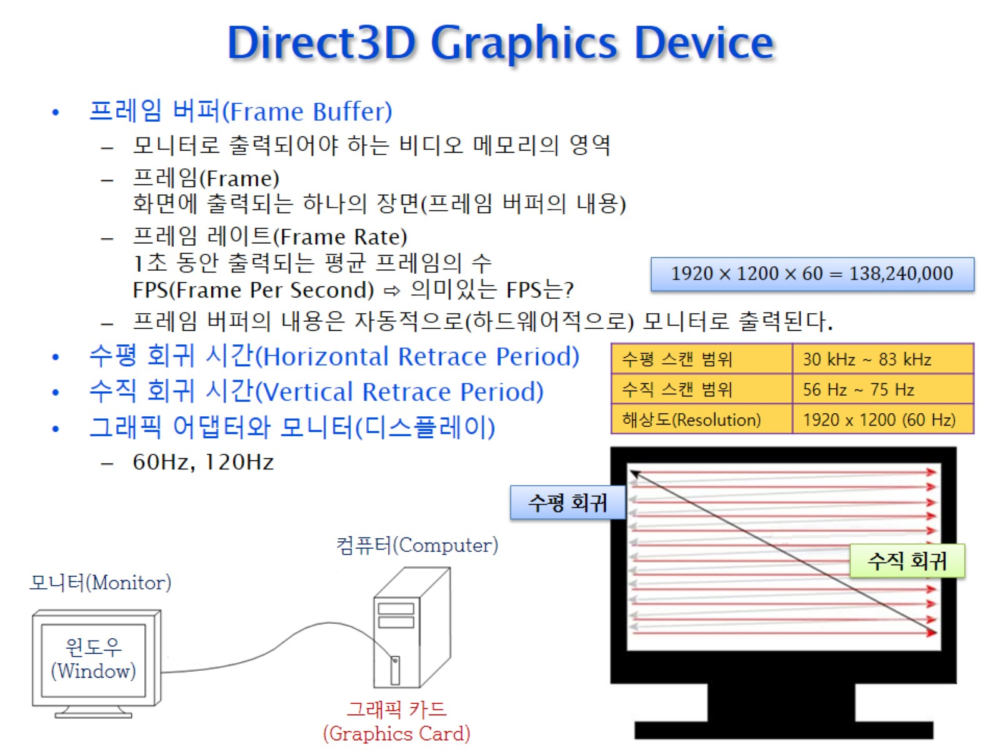 Direct3D Graphics Device
• 프레임 버퍼(Frame Buffer)
– 모니터로 출력되어야 하는 비디오 메모리의 영역
– 프레임(Frame)
화면에 출력되는 하나의 장면(프레임 버퍼의 내용)
– 프레임 레이트(Frame Rate)
1초 동안 출력되는 평균 프레임의 수
FPS(Frame Per Second) ⇨ 의미있는 FPS는?
1920 × 1200 × 60 = 138,240,000
– 프레임 버퍼의 내용은 자동적으로(하드웨어적으로) 모니터로 출력된다.
• 수평 회귀 시간(Horizontal Retrace Period)
• 수직 회귀 시간(Vertical Retrace Period)
• 그래픽 어댑터와 모니터(디스플레이)
– 60Hz, 120Hz
수평 스캔 범위 30 kHz ~ 83 kHz
수직 스캔 범위 56 Hz ~ 75 Hz
해상도(Resolution) 1920 x 1200 (60 Hz)
수평 회귀
수직 회귀
컴퓨터(Computer)
모니터(Monitor)
윈도우
(Window)
그래픽 카드
(Graphics Card)